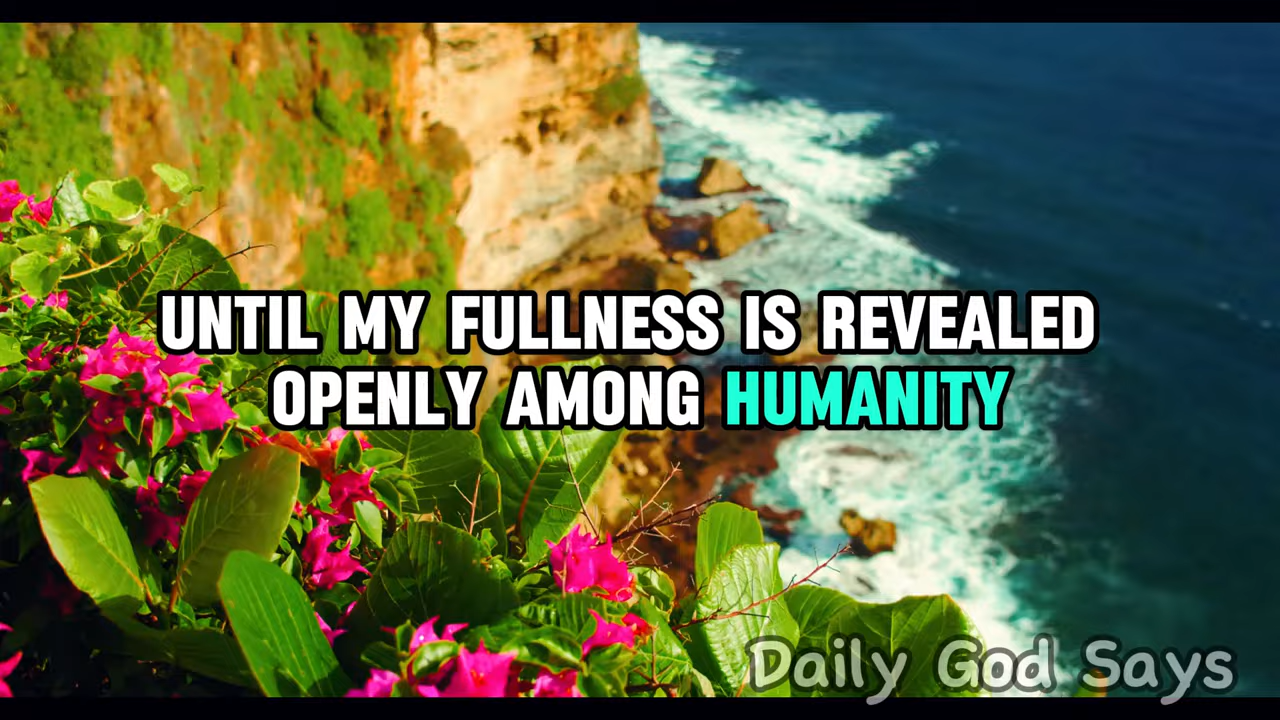 UNTIL MY FULLNESS IS REVEALED
OPENLY AMONG HUMANITY
Daily God Says